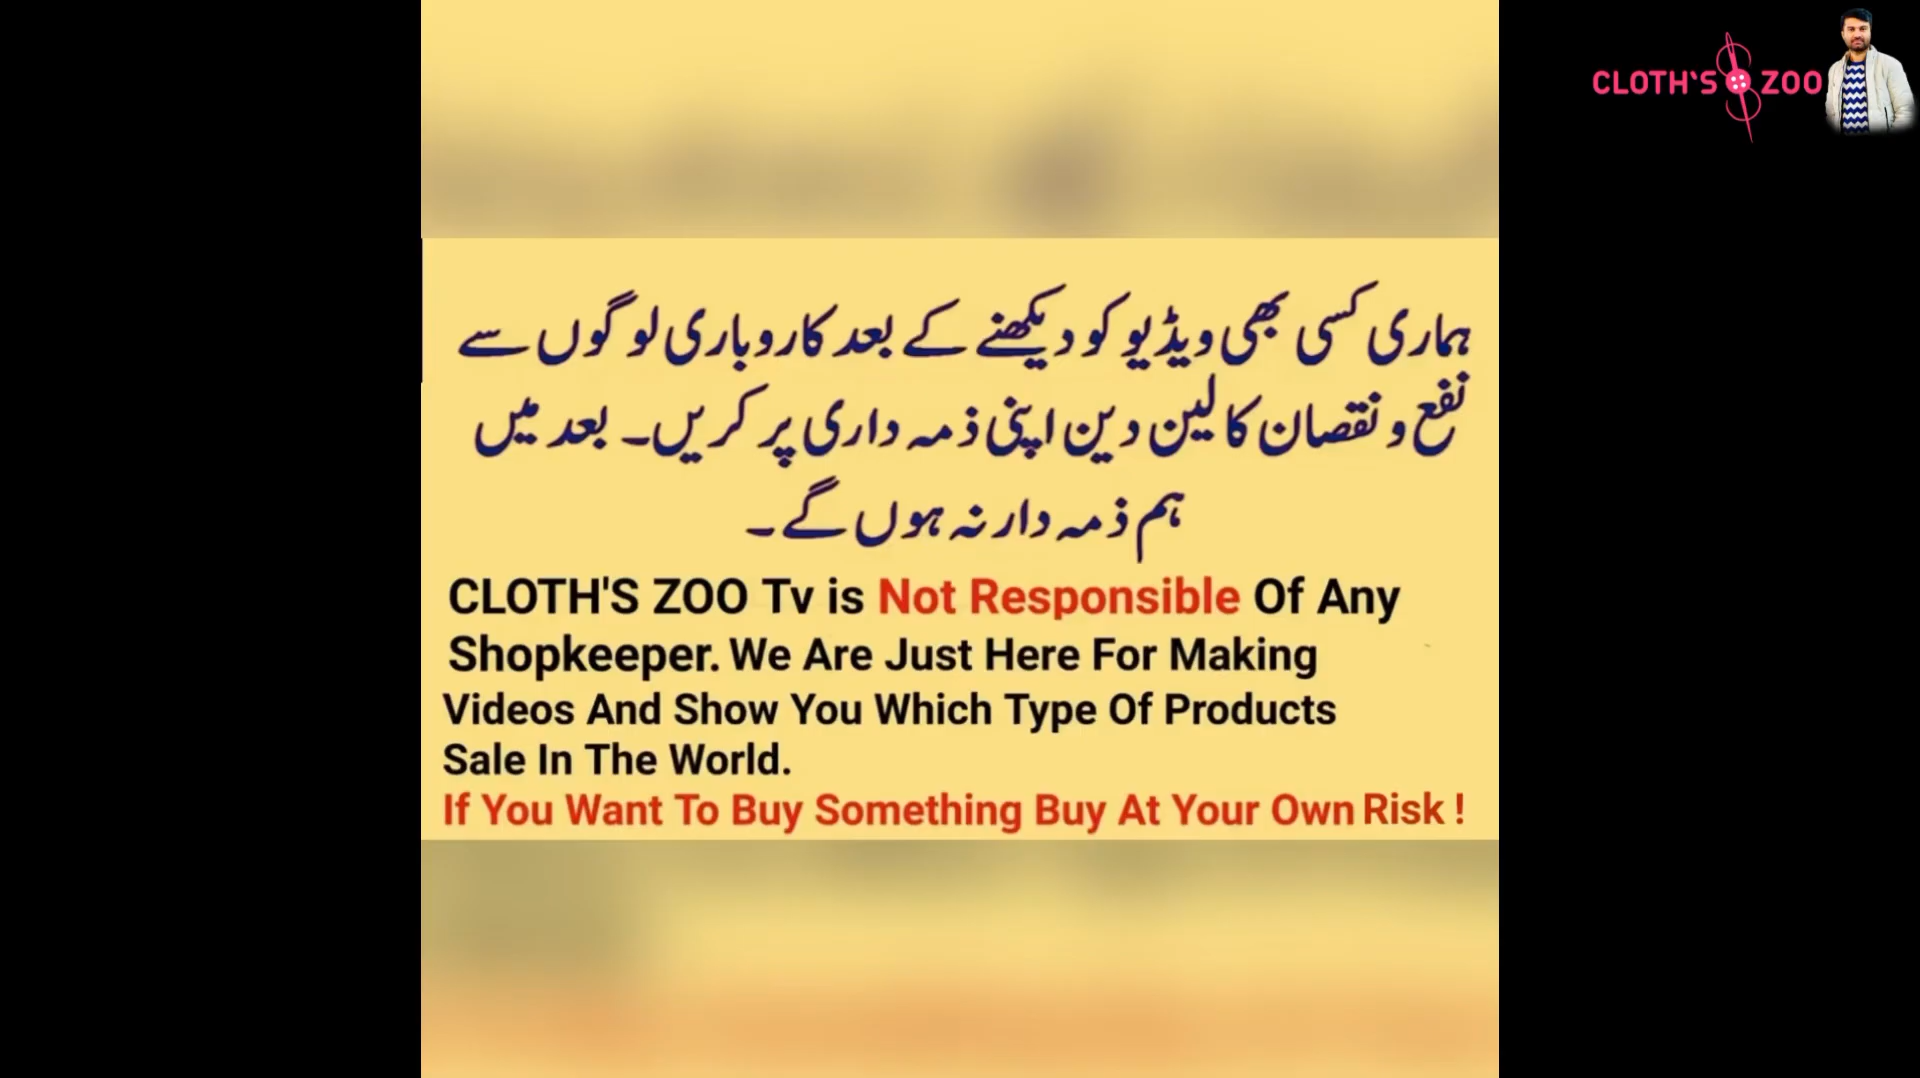 CLOTH'S ZOO
ہماری کسی بھی ویڈیو کو دیکھنے کے بعد کاروباری لوگوں سے
نفع و نقصان کا لین دین اپنی ذمہ داری پر کریں۔ بعد میں
ہم ذمہ دار نہ ہوں گے۔
CLOTH'S ZOO Tv is Not Responsible Of Any
Shopkeeper. We Are Just Here For Making
Videos And Show You Which Type Of Products
Sale In The World.
If You Want To Buy Something Buy At Your Own Risk !